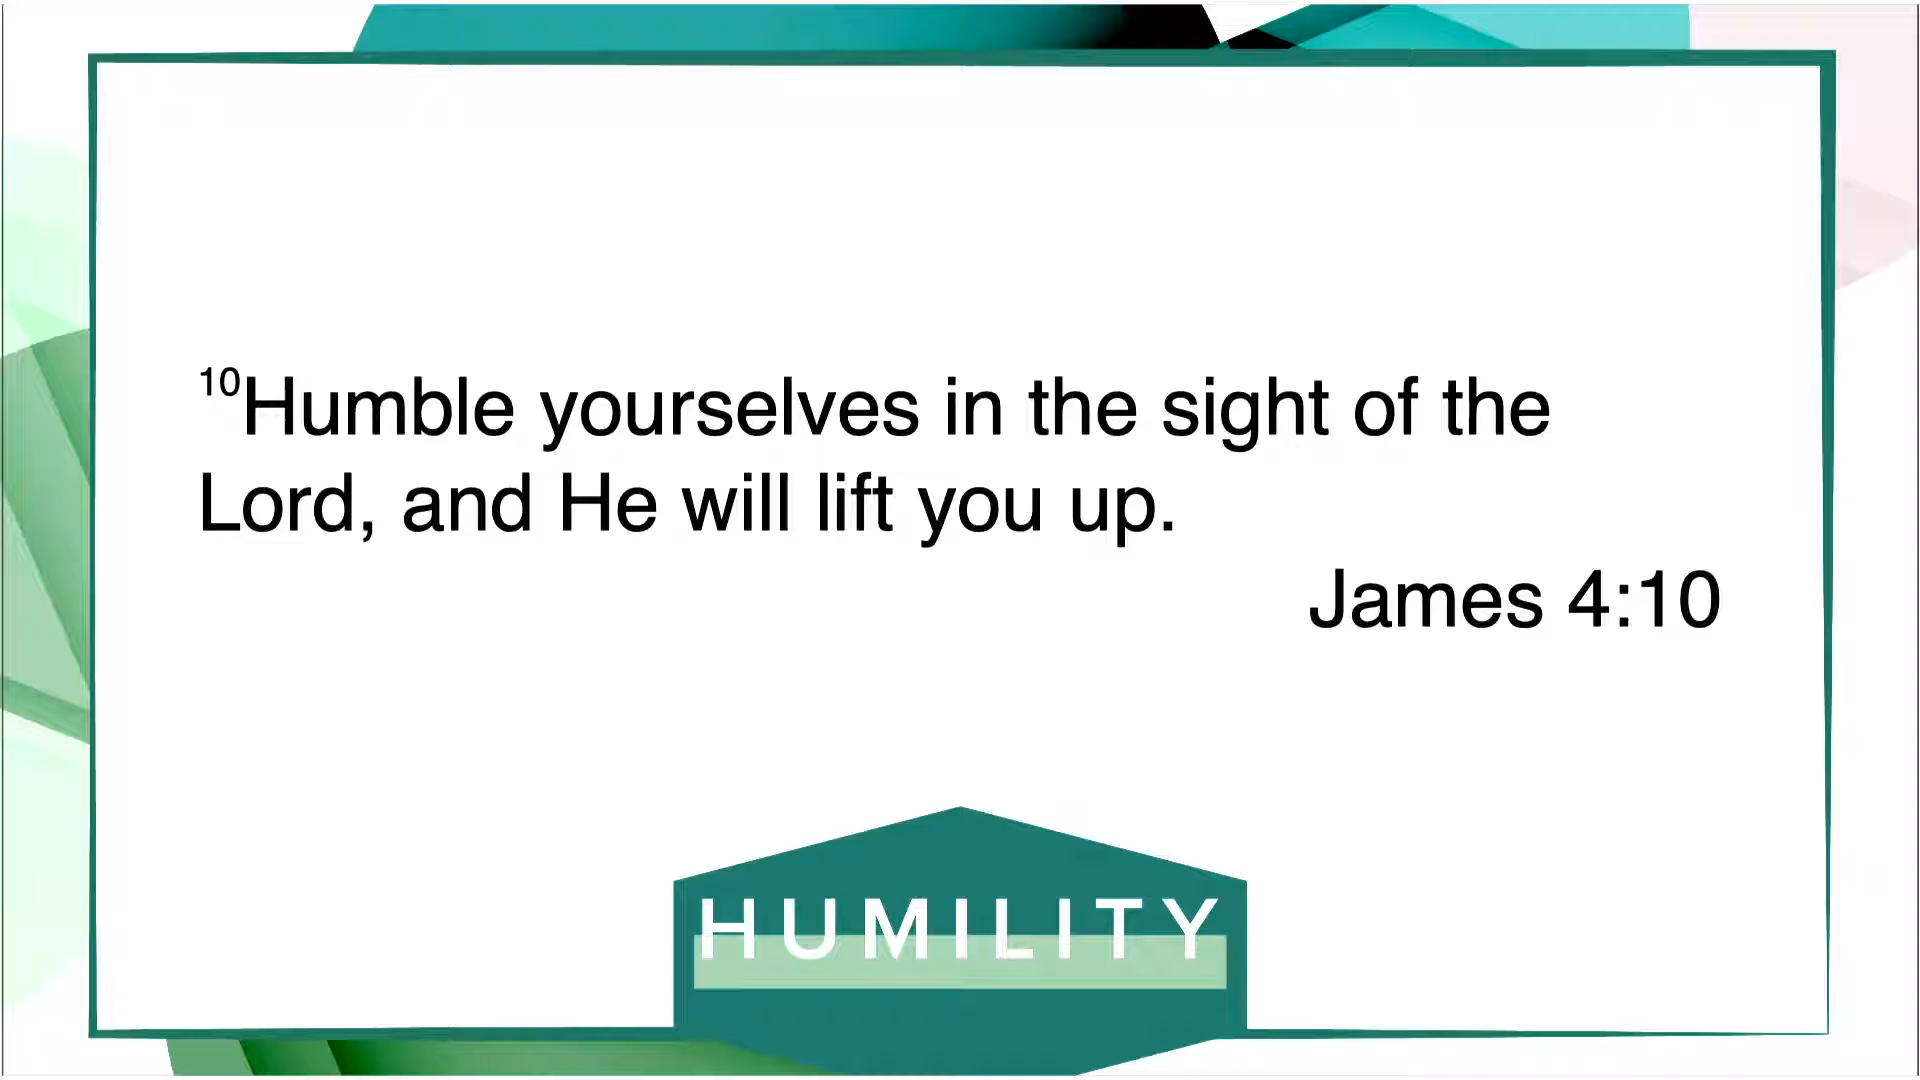 10Humble yourselves in the sight of the
Lord, and He will lift you up.
James 4:10
HUMILITY